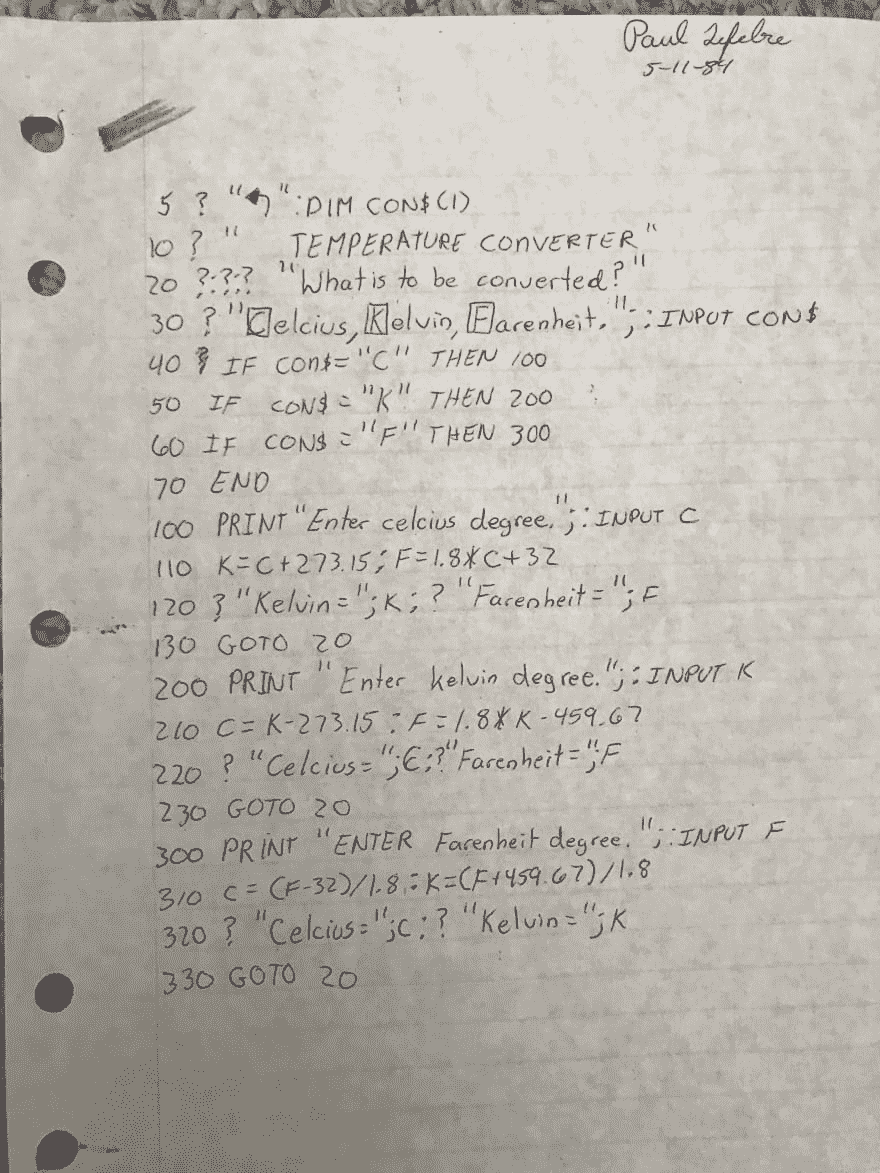 Paul Lefebre
5-11-84
5 ? "↰":DIM CON$(1)
10 ? " TEMPERATURE CONVERTER"
20 ?:?:? "What is to be converted?"
30 ? "Celcius, Kelvin, Farenheit.";:INPUT CON$
40 IF CON$="C" THEN 100
50 IF CON$="K" THEN 200
60 IF CON$="F" THEN 300
70 END
100 PRINT "Enter celcius degree.";:INPUT C
110 K=C+273.15:F=1.8*C+32
120 ? "Kelvin=";K:? "Farenheit=";F
130 GOTO 20
200 PRINT "Enter kelvin degree.";:INPUT K
210 C=K-273.15:F=1.8*K-459.67
220 ? "Celcius=";C:?"Farenheit=";F
230 GOTO 20
300 PRINT "ENTER Farenheit degree.";:INPUT F
310 C=(F-32)/1.8:K=(F+459.67)/1.8
320 ? "Celcius=";C:? "Kelvin=";K
330 GOTO 20